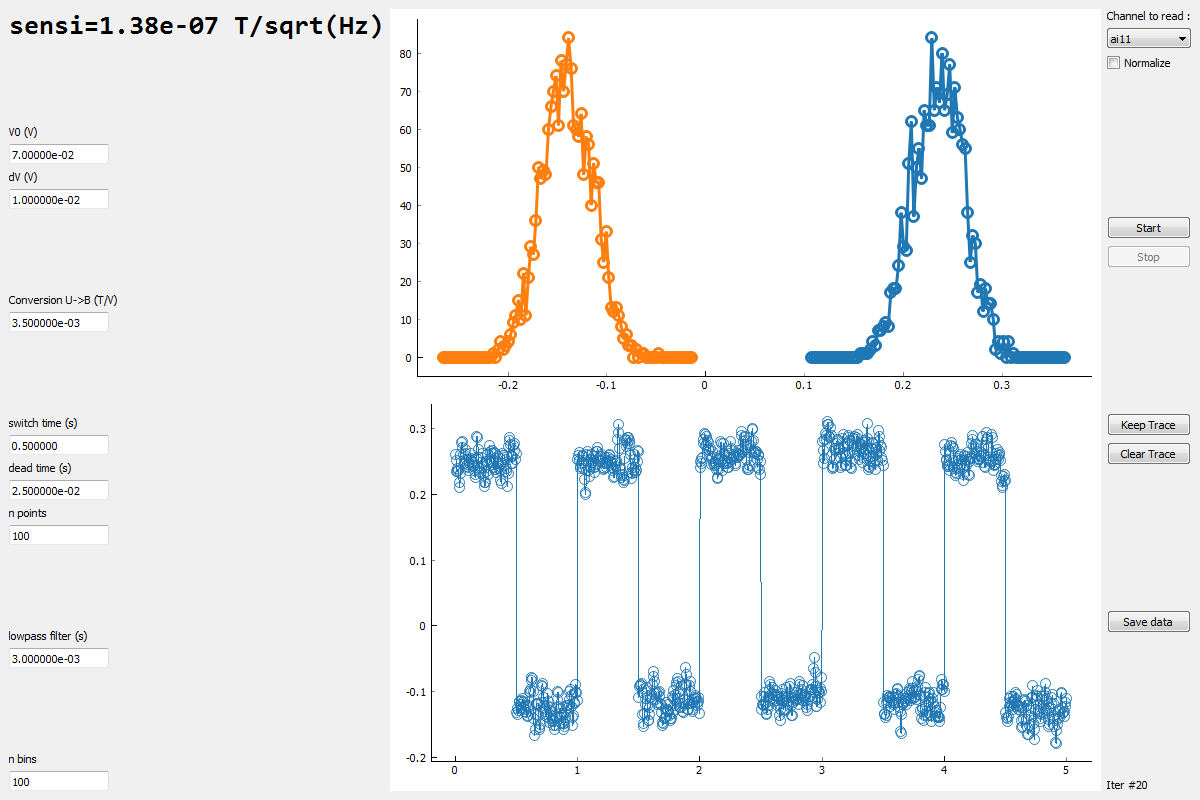 sensi=1.38e-07 T/sqrt(Hz)
V0 (V)
7.00000e-02
dV (V)
1.000000e-02
Conversion U->B (T/V)
3.500000e-03
switch time (s)
0.500000
dead time (s)
2.500000e-02
n points
100
lowpass filter (s)
3.000000e-03
n bins
100
80
70
60
50
40
30
20
10
0
-0.2
-0.1
0
0.1
0.2
0.3
0.3
0.2
0.1
0
-0.1
-0.2
0
1
2
3
4
5
Channel to read :
ai11
Normalize
Start
Stop
Keep Trace
Clear Trace
Save data
Iter #20